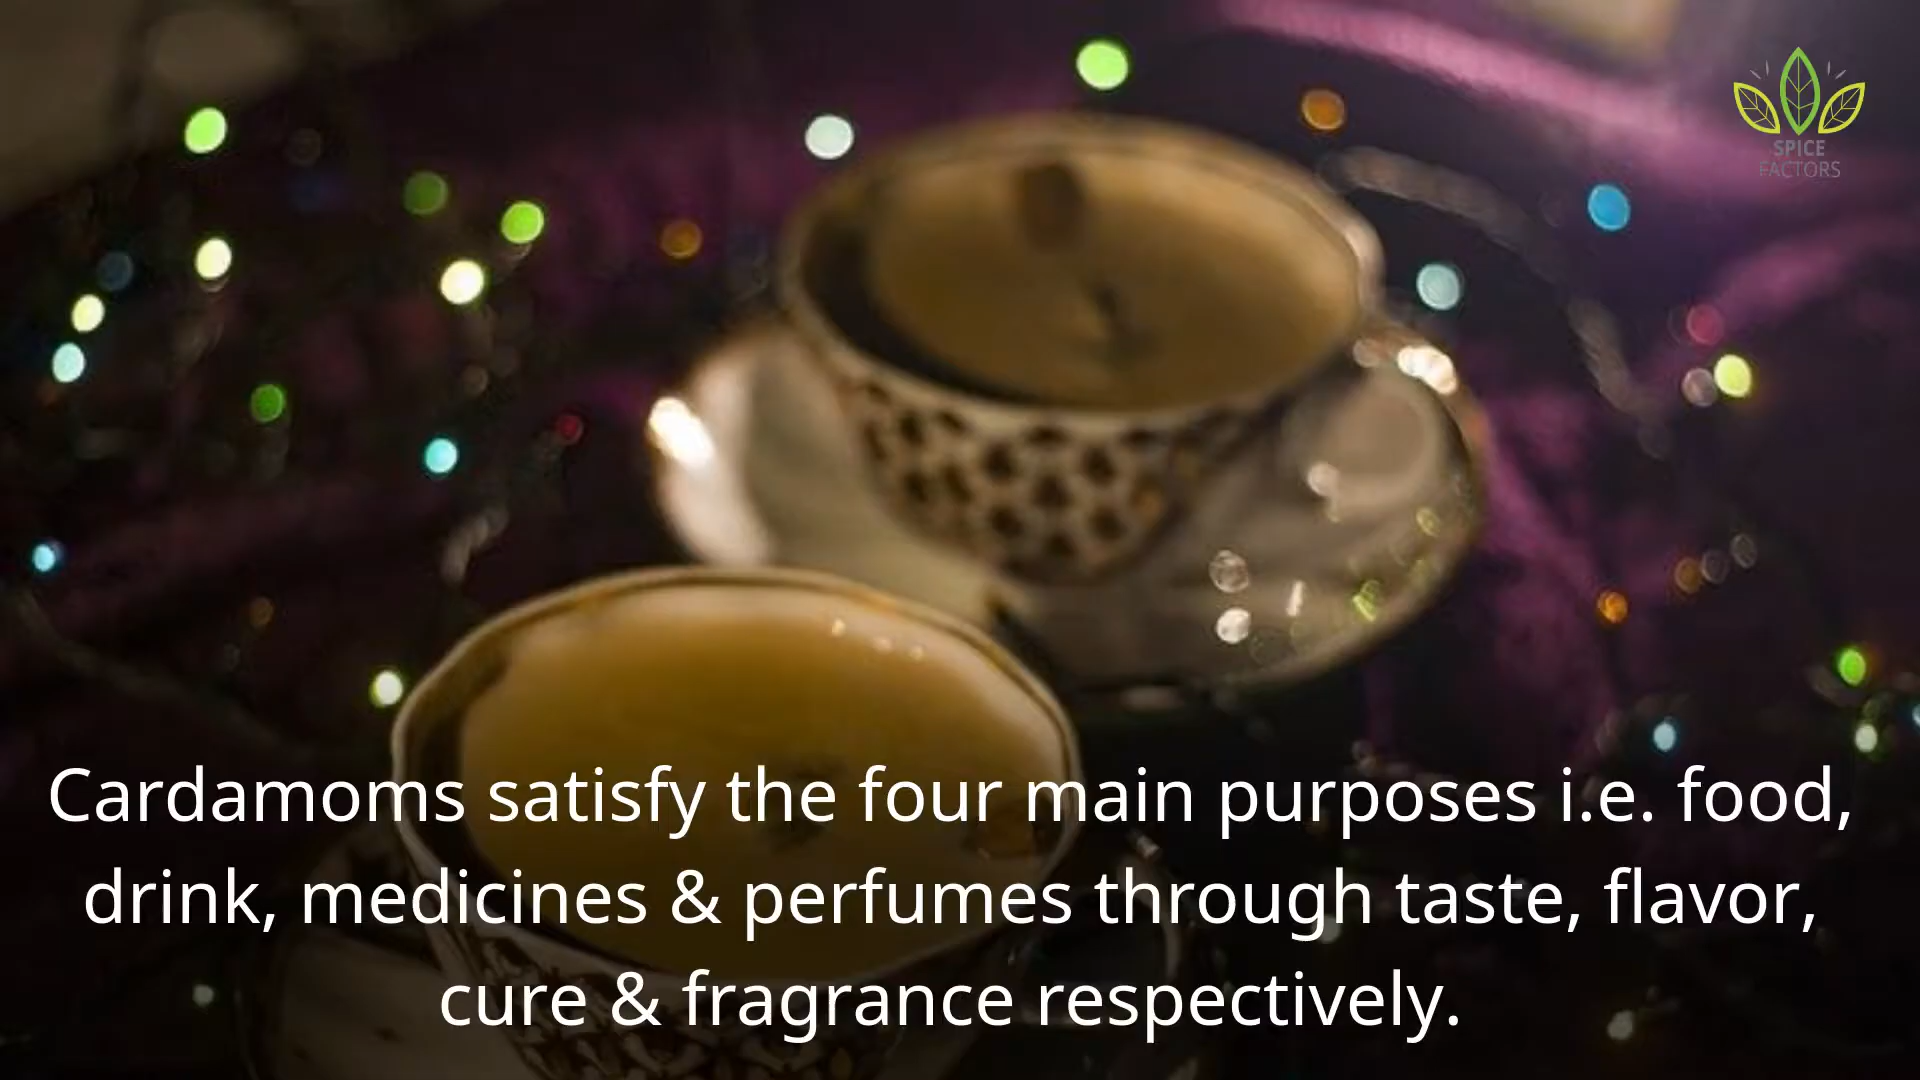 SPICE
FACTORS
Cardamoms satisfy the four main purposes i.e. food,
drink, medicines & perfumes through taste, flavor,
cure & fragrance respectively.